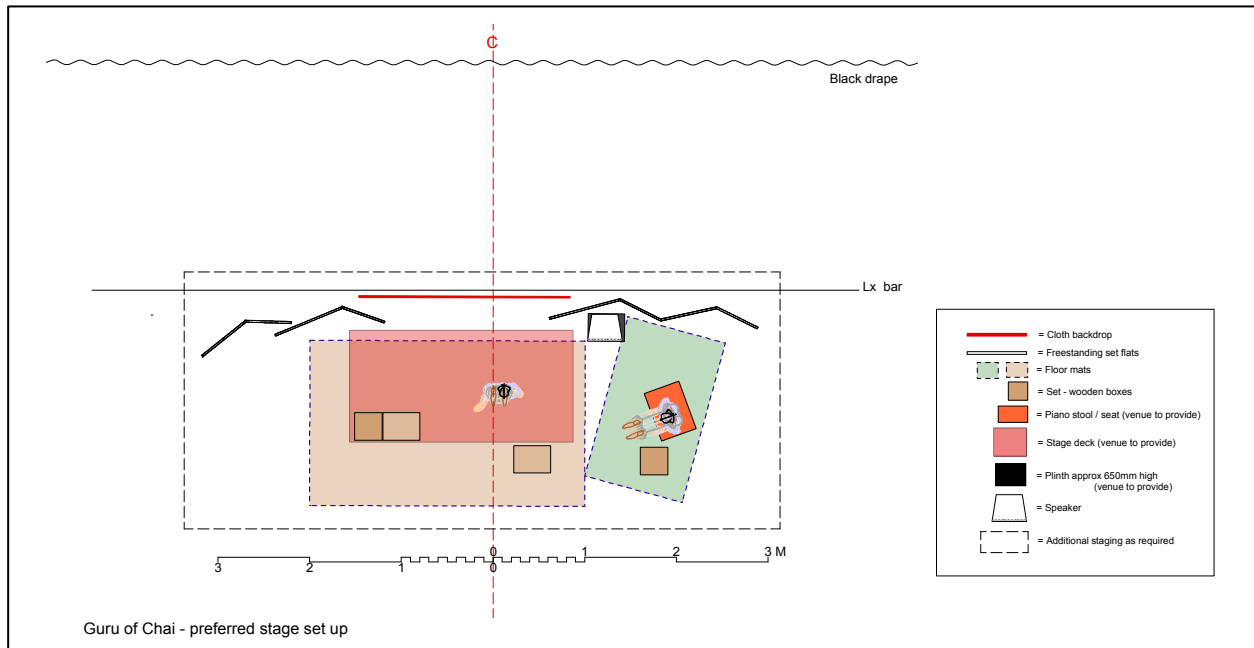 C
Black drape
Lx bar
= Cloth backdrop
= Freestanding set flats
= Floor mats
= Set - wooden boxes
= Piano stool / seat (venue to provide)
= Stage deck (venue to provide)
= Plinth approx 650mm high
(venue to provide)
= Speaker
= Additional staging as required
0 1 2 3 M
3 2 1 0
Guru of Chai - preferred stage set up